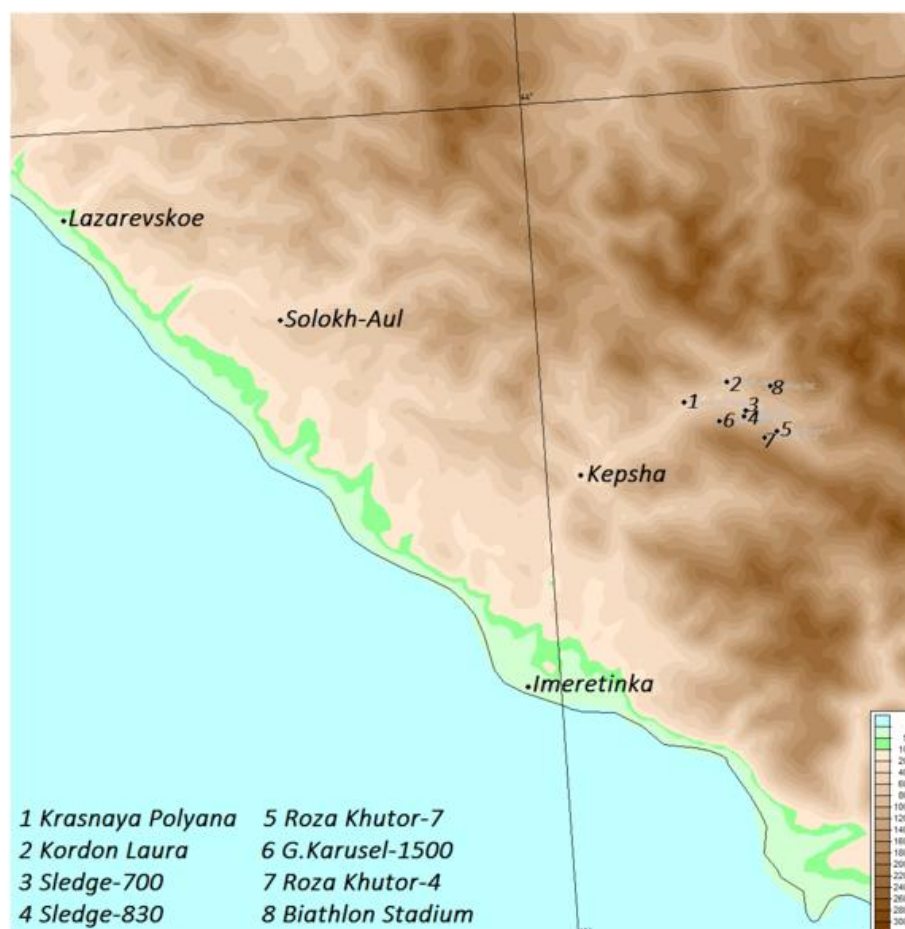 44°
Lazarevskoe
Solokh-Aul
2 8
1 3
4
6 5
7
Kepsha
Imeretinka
1 Krasnaya Polyana 5 Roza Khutor-7
2 Kordon Laura 6 G.Karusel-1500
3 Sledge-700 7 Roza Khutor-4
4 Sledge-830 8 Biathlon Stadium